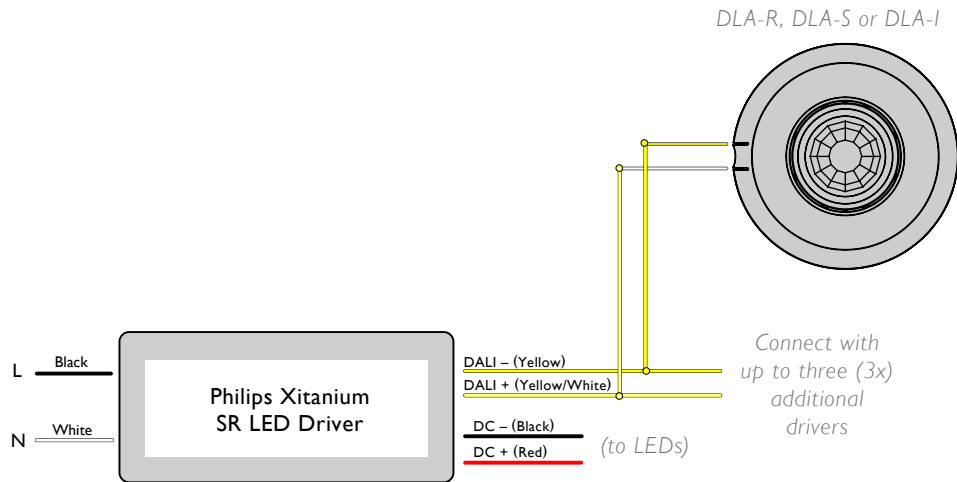 DLA-R, DLA-S or DLA-I
L
Black
N
White
Philips Xitanium
SR LED Driver
DALI – (Yellow)
DALI + (Yellow/White)
DC – (Black)
DC + (Red)
(to LEDs)
Connect with
up to three (3x)
additional
drivers